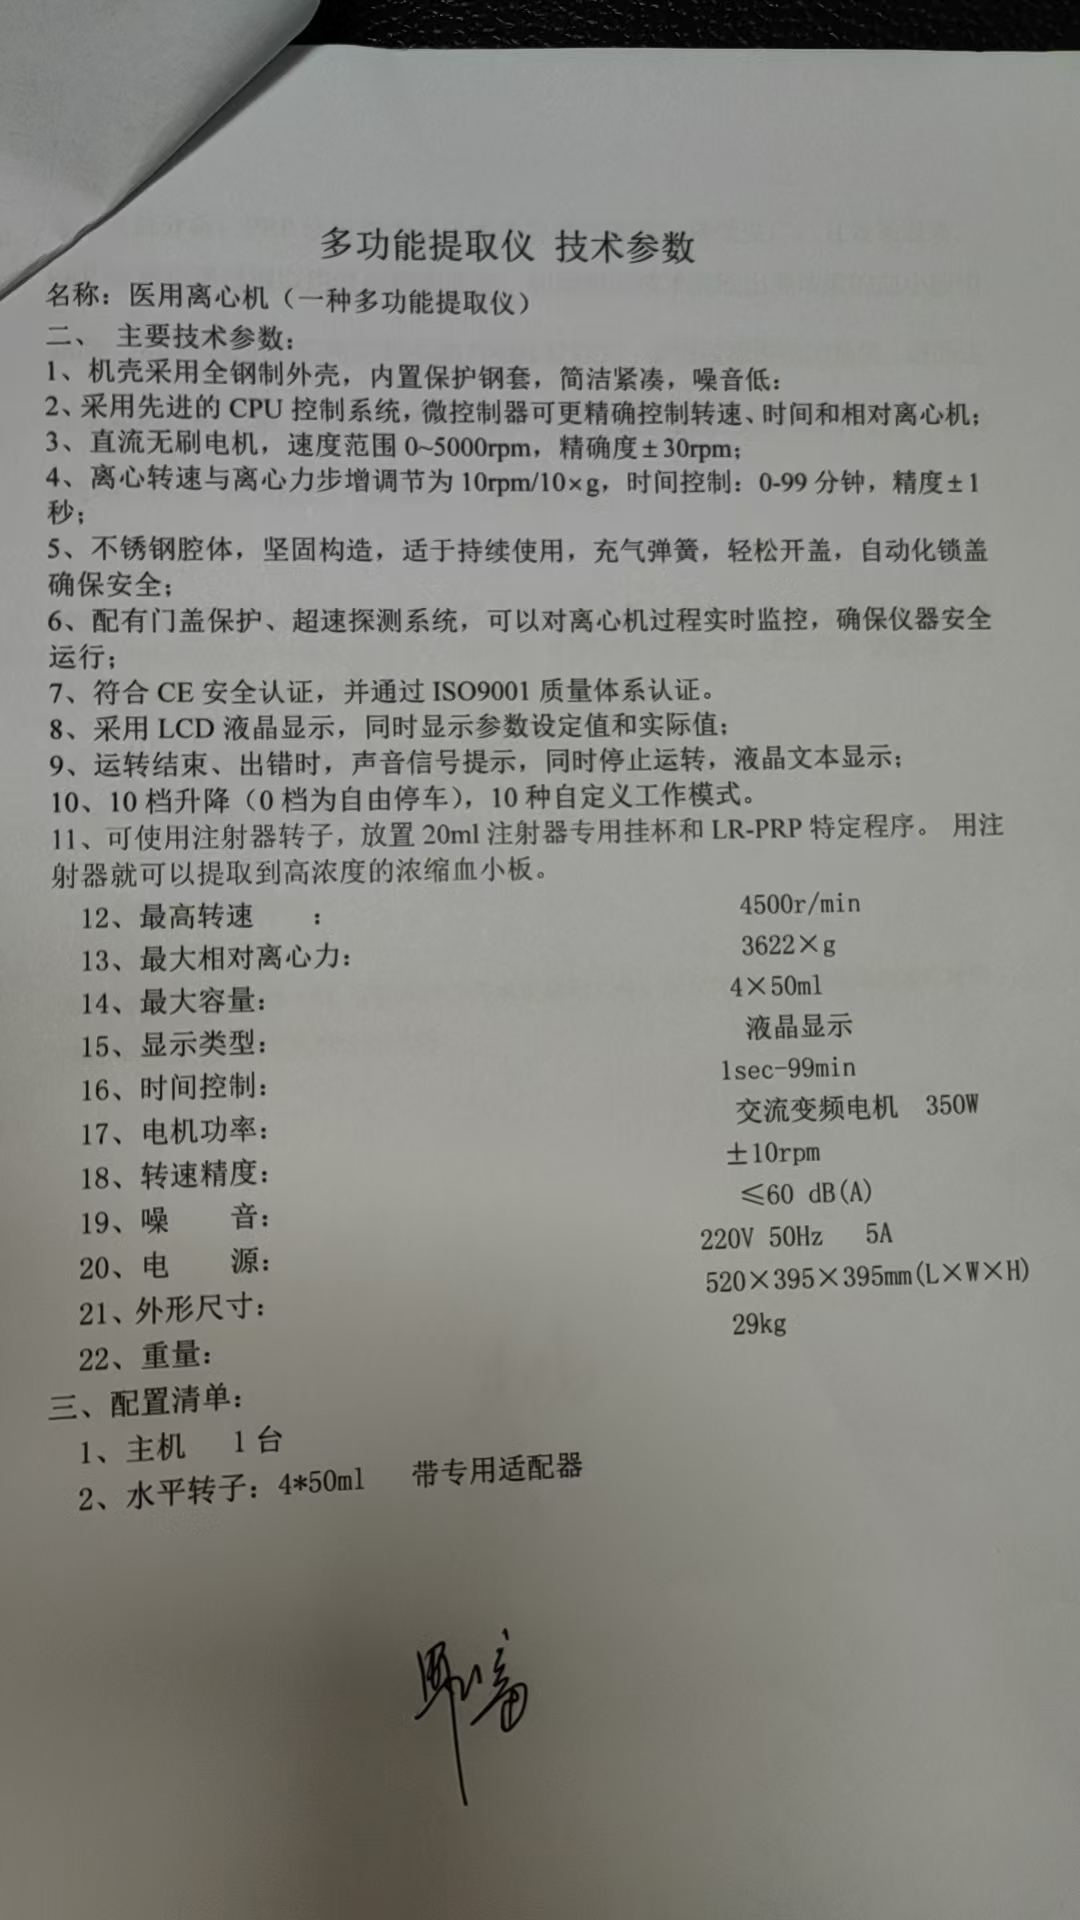 多功能提取仪 技术参数
名称：医用离心机（一种多功能提取仪）
二、 主要技术参数：
1、机壳采用全钢制外壳，内置保护钢套，简洁紧凑，噪音低：
2、采用先进的 CPU 控制系统，微控制器可更精确控制转速、时间和相对离心机；
3、直流无刷电机，速度范围 0~5000rpm，精确度±30rpm；
4、离心转速与离心力步增调节为 10rpm/10×g，时间控制：0-99 分钟，精度±1
秒；
5、不锈钢腔体，坚固构造，适于持续使用，充气弹簧，轻松开盖，自动化锁盖
确保安全；
6、配有门盖保护、超速探测系统，可以对离心机过程实时监控，确保仪器安全
运行；
7、符合 CE 安全认证，并通过 ISO9001 质量体系认证。
8、采用 LCD 液晶显示，同时显示参数设定值和实际值；
9、运转结束、出错时，声音信号提示，同时停止运转，液晶文本显示；
10、10 档升降（0 档为自由停车），10 种自定义工作模式。
11、可使用注射器转子，放置 20ml 注射器专用挂杯和 LR-PRP 特定程序。 用注
射器就可以提取到高浓度的浓缩血小板。
12、最高转速 ： 4500r/min
13、最大相对离心力： 3622×g
14、最大容量： 4×50ml
15、显示类型： 液晶显示
16、时间控制： 1sec-99min
17、电机功率： 交流变频电机 350W
18、转速精度： ±10rpm
19、噪 音： ≤60 dB(A)
20、电 源： 220V 50Hz 5A
21、外形尺寸： 520×395×395mm(L×W×H)
22、重量： 29kg
三、配置清单：
1、主机 1 台
2、水平转子：4*50ml 带专用适配器